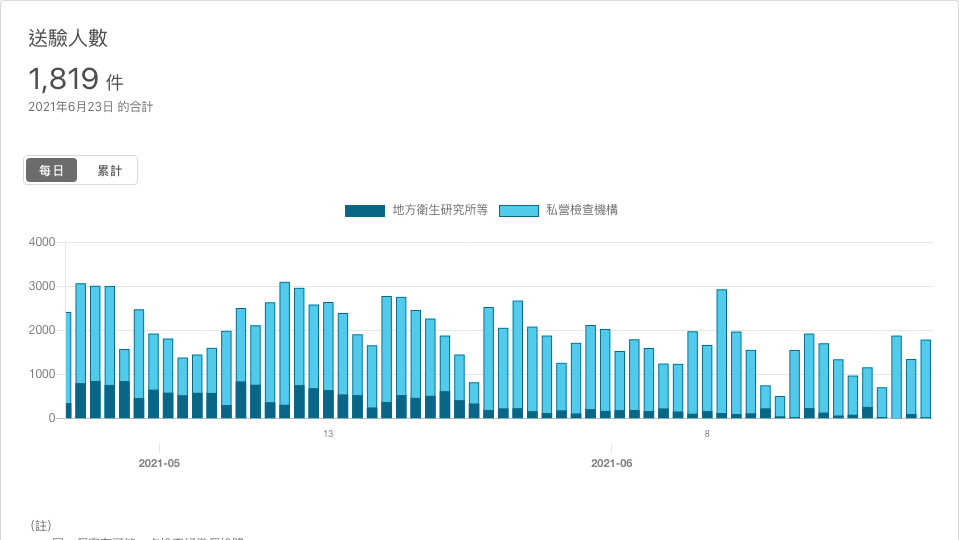 送驗人數
1,819 件
2021年6月23日 的合計
每日 累計
地方衛生研究所等 私營檢查機構
4000
3000
2000
1000
0
13 8
2021-05 2021-06
(註)